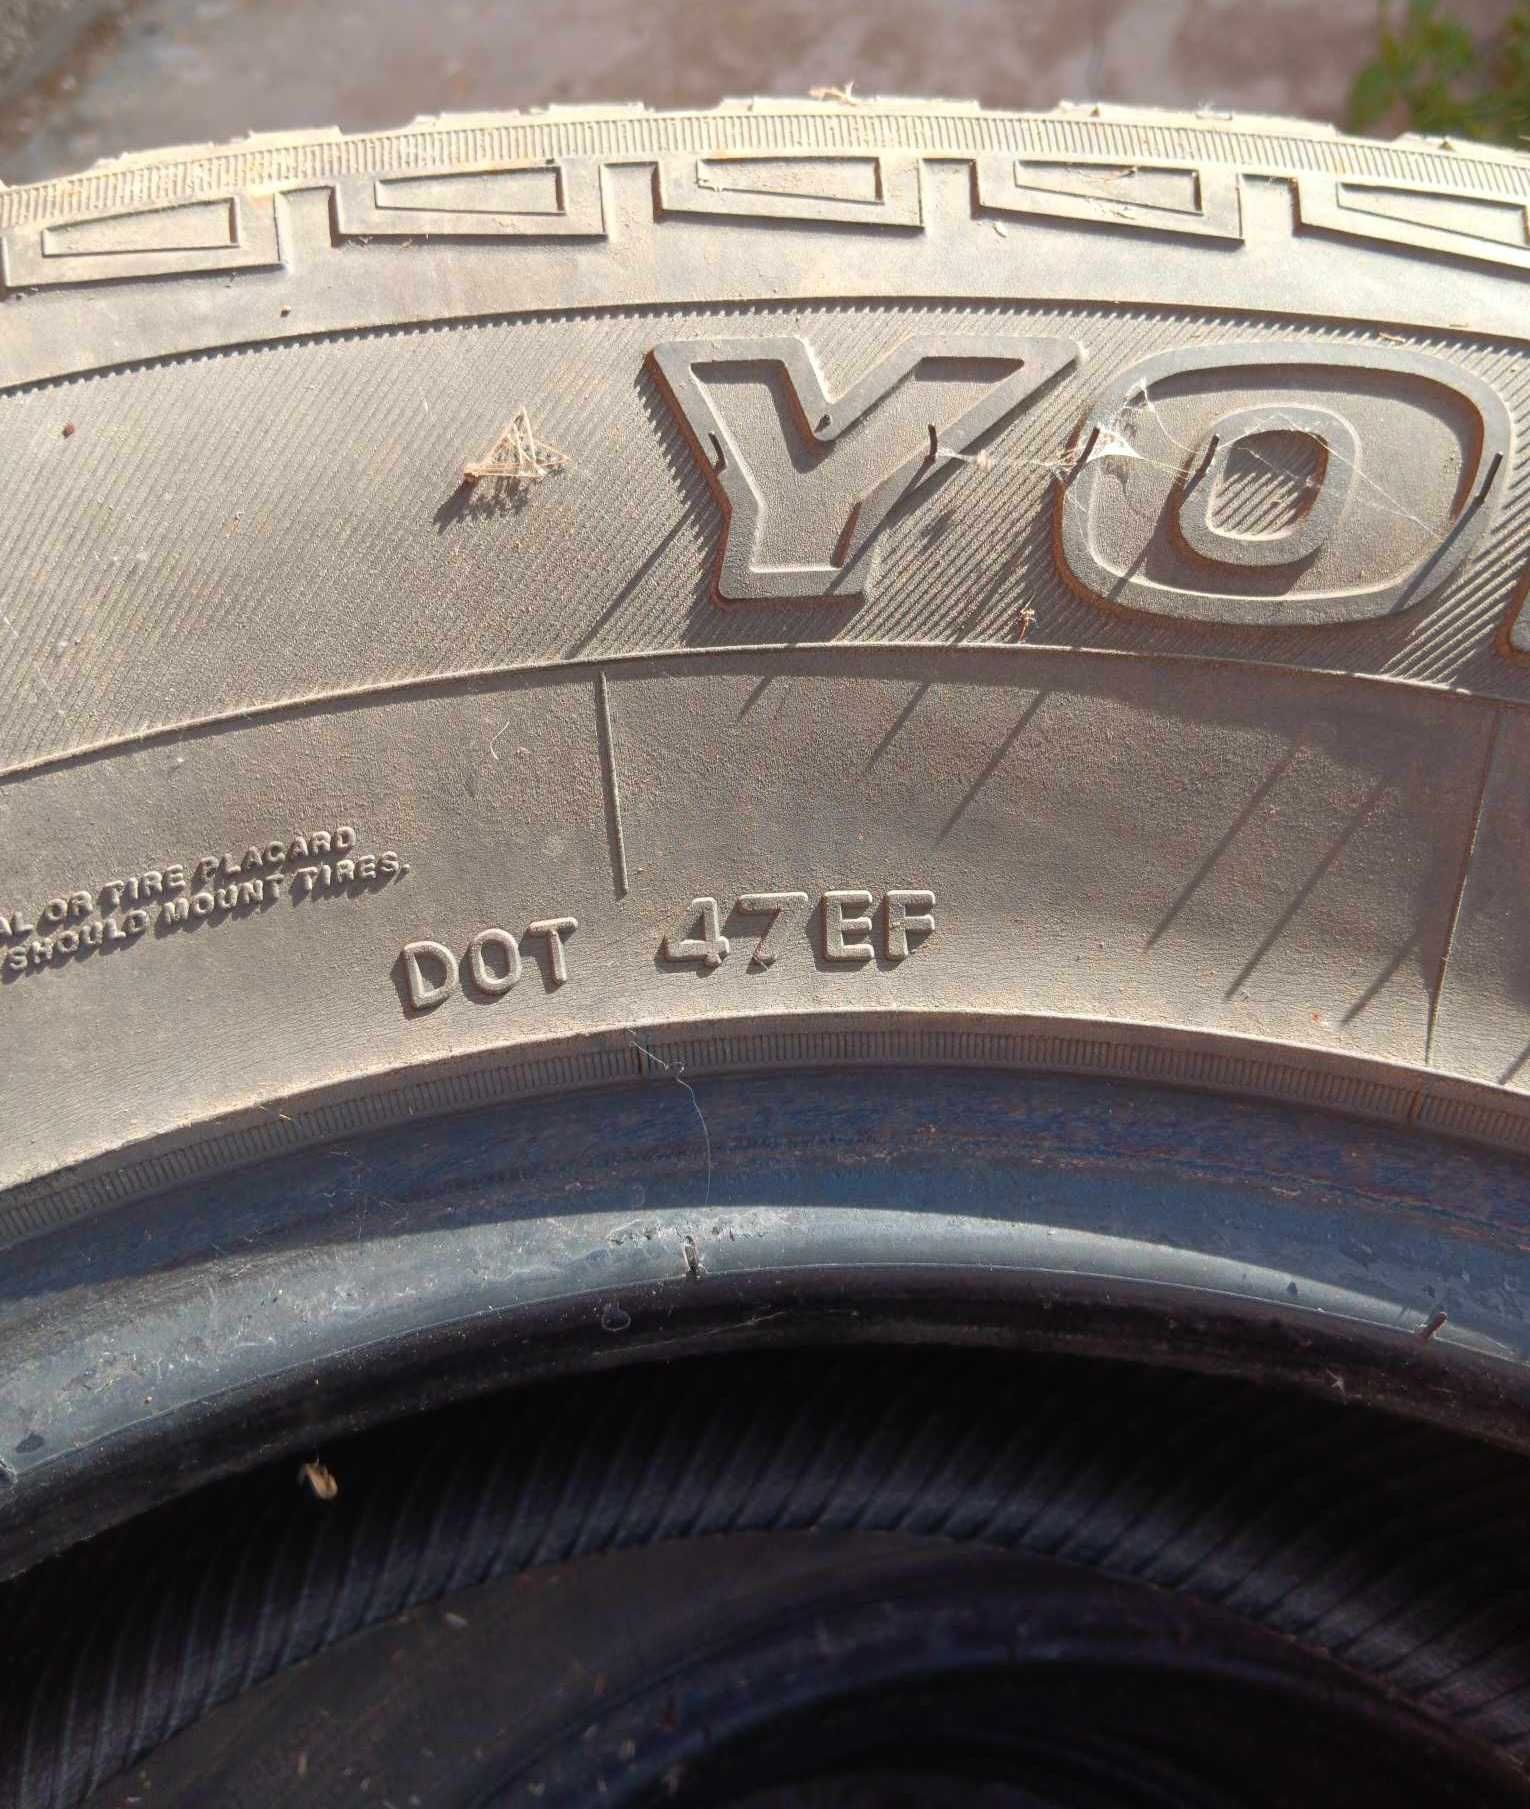 YO
AL OR TIRE PLACARD
SHOULD MOUNT TIRES.
DOT 47EF